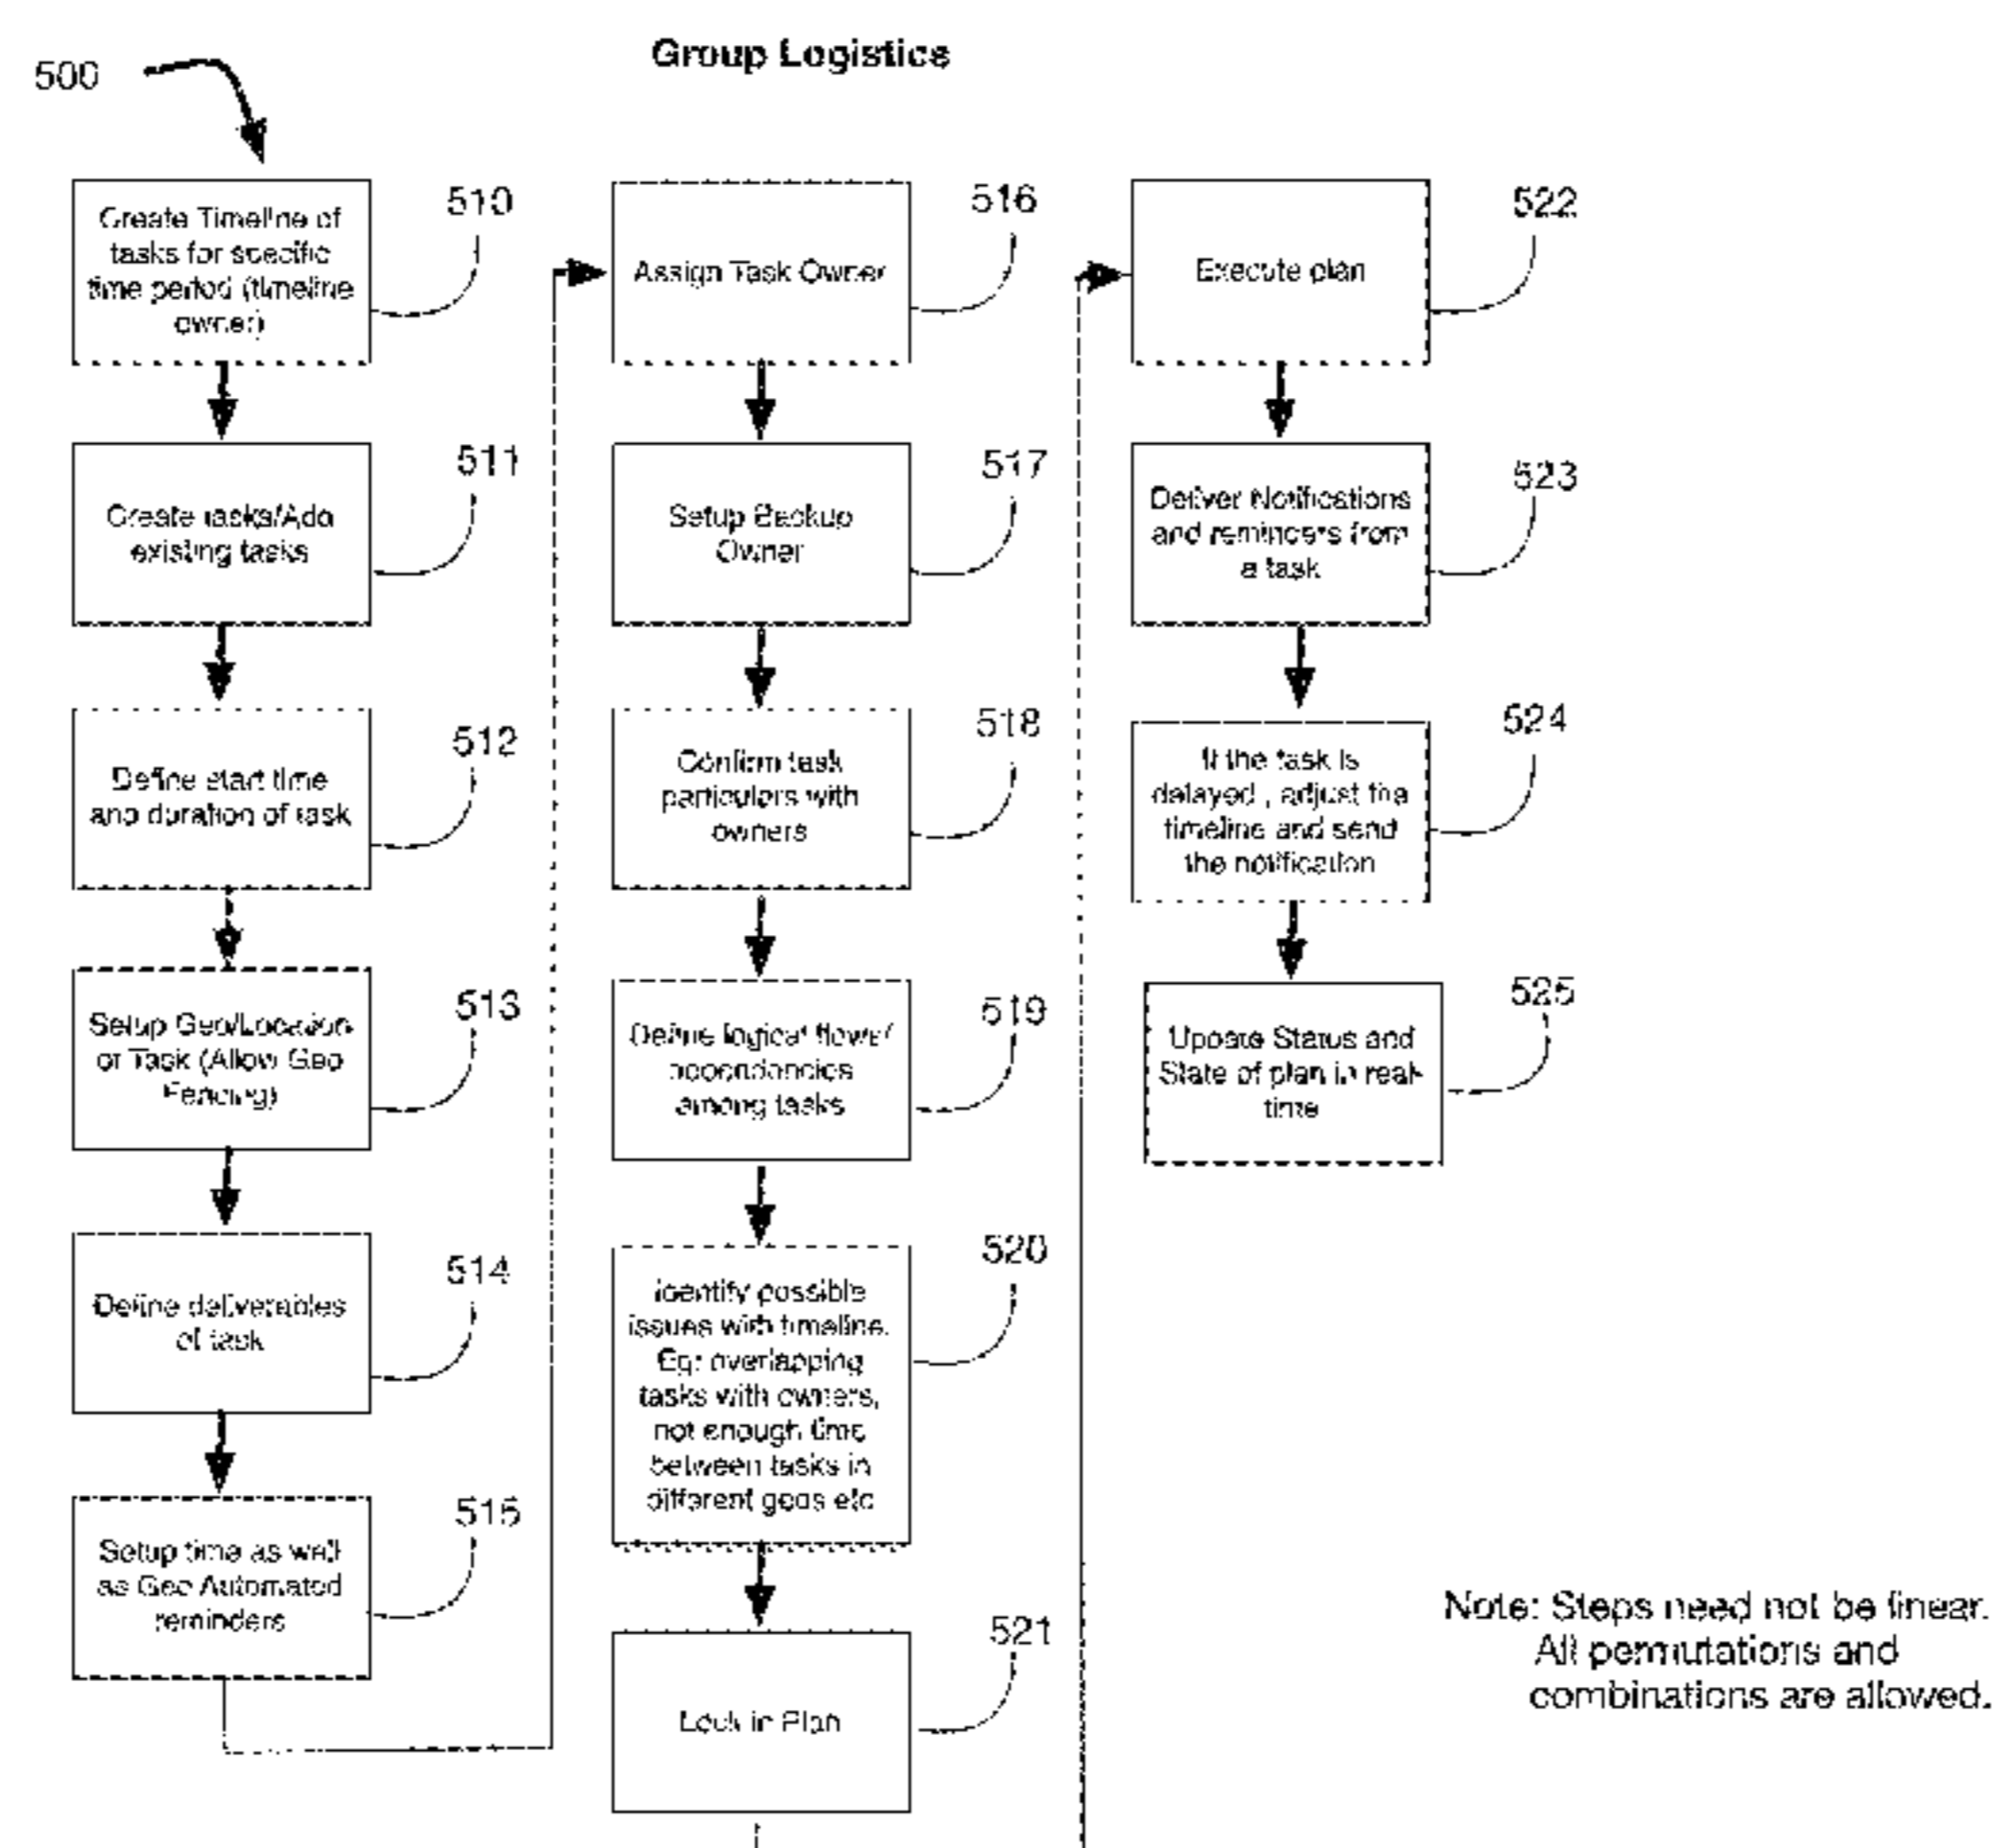 Group Logistics
500
510
Create Timeline of
tasks for specific
time period (timeline
owner)
511
Create tasks/Add
existing tasks
512
Define start time
and duration of task
513
Setup Geo/Location
of Task (Allow Geo
Fencing)
514
Define deliverables
of task
515
Setup time as well
as Geo Automated
reminders
516
Assign Task Owner
517
Setup Backup
Owner
518
Confirm task
particulars with
owners
519
Define logical flows/
dependencies
among tasks
520
Identify possible
issues with timeline.
Eg: overlapping
tasks with owners,
not enough time
between tasks in
different geos etc
521
Lock in Plan
522
Execute plan
523
Deliver Notifications
and reminders from
a task
524
If the task is
delayed , adjust the
timeline and send
the notification
525
Update Status and
State of plan in real-
time
Note: Steps need not be linear.
All permutations and
combinations are allowed.